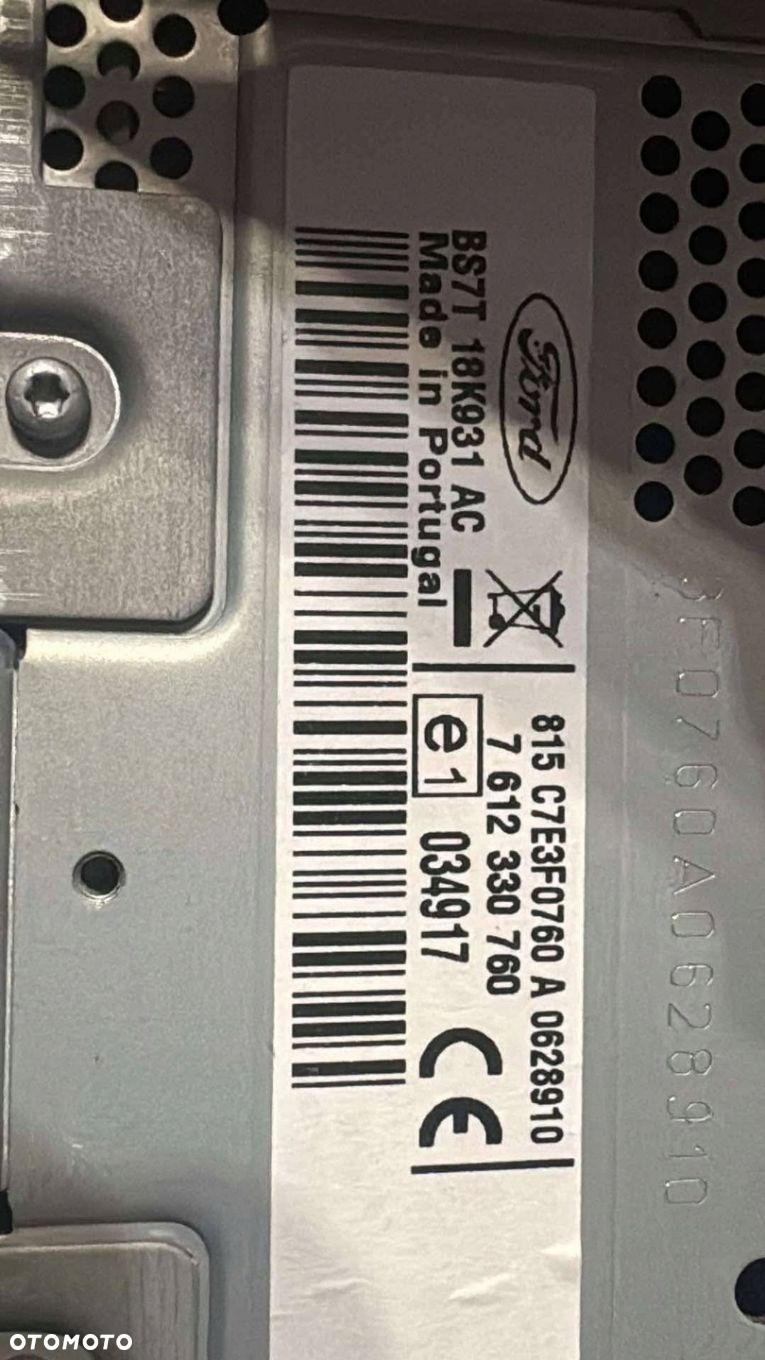 Ford
BS7T 18K931 AC
Made in Portugal
815 C7E3F0760 A 0628910
7 612 330 760
e1 034917
CE
3F0760A0628910
OTOMOTO